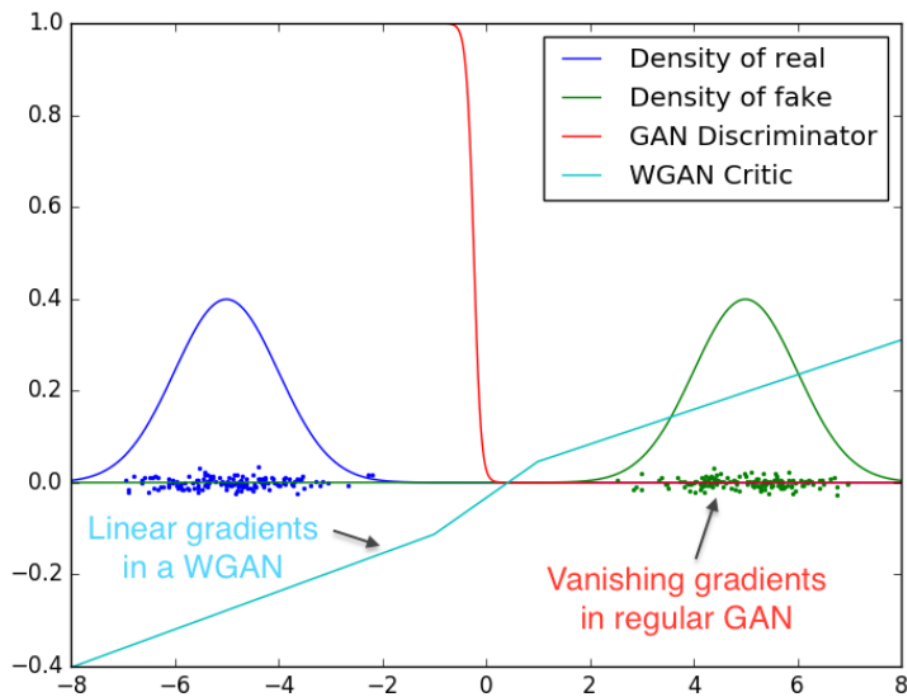 1.0
0.8
0.6
0.4
0.2
0.0
−0.2
−0.4
−8
−6
−4
−2
0
2
4
6
8
Density of real
Density of fake
GAN Discriminator
WGAN Critic
Linear gradients
in a WGAN
Vanishing gradients
in regular GAN